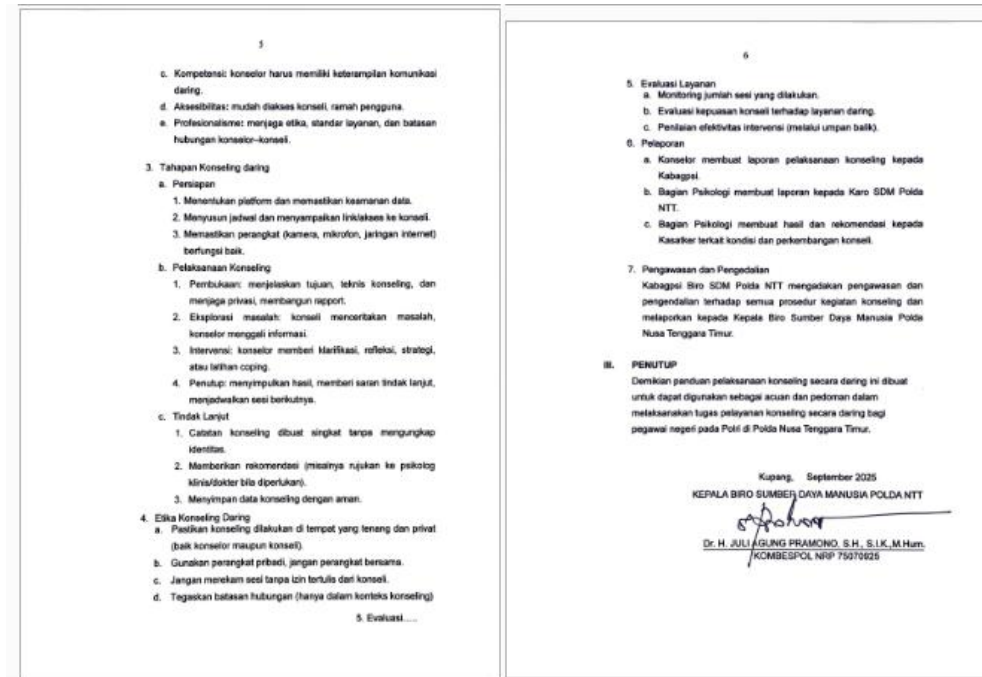 5
c. Kompetensi: konselor harus memiliki keterampilan komunikasi
daring.
d. Aksesibilitas: mudah diakses konseli, ramah pengguna.
e. Profesionalisme: menjaga etika, standar layanan, dan batasan
hubungan konselor–konseli.
3. Tahapan Konseling daring
a. Persiapan
1. Menentukan platform dan memastikan keamanan data.
2. Menyusun jadwal dan menyampaikan link/akses ke konseli.
3. Memastikan perangkat (kamera, mikrofon, jaringan internet)
berfungsi baik.
b. Pelaksanaan Konseling
1. Pembukaan: menjelaskan tujuan, teknis konseling, dan
menjaga privasi, membangun rapport.
2. Eksplorasi masalah: konseli menceritakan masalah,
konselor menggali informasi.
3. Intervensi: konselor memberi klarifikasi, refleksi, strategi,
atau latihan coping.
4. Penutup: menyimpulkan hasil, memberi saran tindak lanjut,
menjadwalkan sesi berikutnya.
c. Tindak Lanjut
1. Catatan konseling dibuat singkat tanpa mengungkap
identitas.
2. Memberikan rekomendasi (misalnya rujukan ke psikolog
klinis/dokter bila diperlukan).
3. Menyimpan data konseling dengan aman.
4. Etika Konseling Daring
a. Pastikan konseling dilakukan di tempat yang tenang dan privat
(baik konselor maupun konseli).
b. Gunakan perangkat pribadi, jangan perangkat bersama.
c. Jangan merekam sesi tanpa izin tertulis dari konseli.
d. Tegaskan batasan hubungan (hanya dalam konteks konseling)
5. Evaluasi.....
6
5. Evaluasi Layanan
a. Monitoring jumlah sesi yang dilakukan.
b. Evaluasi kepuasan konseli terhadap layanan daring.
c. Penilaian efektivitas intervensi (melalui umpan balik).
6. Pelaporan
a. Konselor membuat laporan pelaksanaan konseling kepada
Kabagpsi.
b. Bagian Psikologi membuat laporan kepada Karo SDM Polda
NTT.
c. Bagian Psikologi membuat hasil dan rekomendasi kepada
Kasatker terkait kondisi dan perkembangan konseli.
7. Pengawasan dan Pengedalian
Kabagpsi Biro SDM Polda NTT mengadakan pengawasan dan
pengendalian terhadap semua prosedur kegiatan konseling dan
melaporkan kepada Kepala Biro Sumber Daya Manusia Polda
Nusa Tenggara Timur.
III. PENUTUP
Demikian panduan pelaksanaan konseling secara daring ini dibuat
untuk dapat digunakan sebagai acuan dan pedoman dalam
melaksanakan tugas pelayanan konseling secara daring bagi
pegawai negeri pada Polri di Polda Nusa Tenggara Timur.
Kupang, September 2025
KEPALA BIRO SUMBER DAYA MANUSIA POLDA NTT
Dr. H. JULI AGUNG PRAMONO, S.H., S.I.K.,M.Hum.
KOMBESPOL NRP 75070925